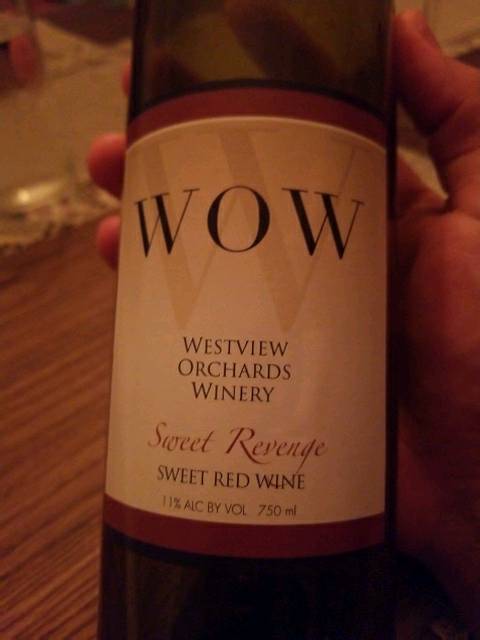 WOW
WESTVIEW
ORCHARDS
WINERY
Sweet Revenge
SWEET RED WINE
11% ALC BY VOL 750 ml